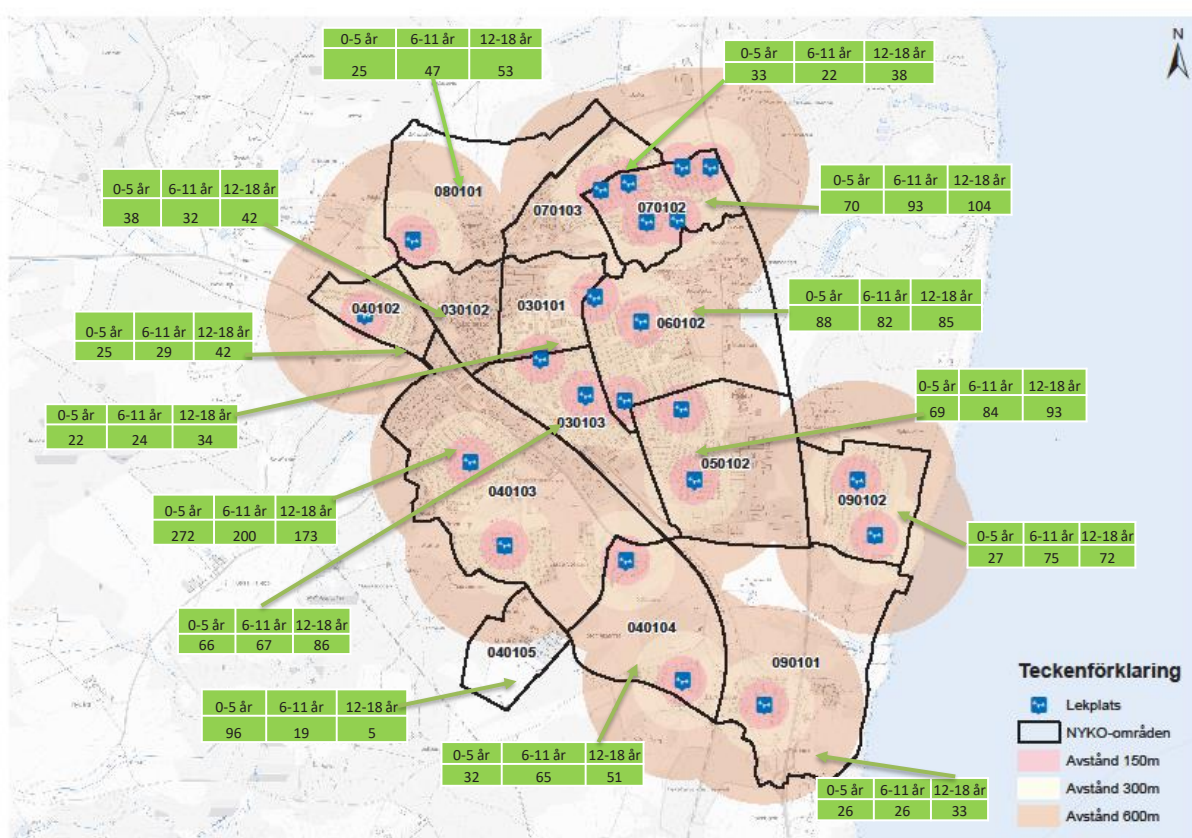 N
0-5 år 6-11 år 12-18 år
25 47 53
0-5 år 6-11 år 12-18 år
33 22 38
0-5 år 6-11 år 12-18 år
38 32 42
0-5 år 6-11 år 12-18 år
70 93 104
080101
070103
070102
0-5 år 6-11 år 12-18 år
88 82 85
040102
030102
030101
060102
0-5 år 6-11 år 12-18 år
25 29 42
0-5 år 6-11 år 12-18 år
69 84 93
0-5 år 6-11 år 12-18 år
22 24 34
030103
050102
040103
090102
0-5 år 6-11 år 12-18 år
272 200 173
0-5 år 6-11 år 12-18 år
27 75 72
0-5 år 6-11 år 12-18 år
66 67 86
040104
040105
090101
0-5 år 6-11 år 12-18 år
96 19 5
0-5 år 6-11 år 12-18 år
32 65 51
0-5 år 6-11 år 12-18 år
26 26 33
Teckenförklaring
Lekplats
NYKO-områden
Avstånd 150m
Avstånd 300m
Avstånd 600m